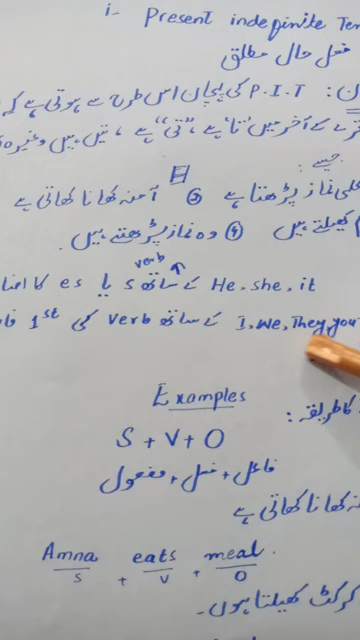 i- Present indefinite Ten
فعل حال مطلق
ن: P.I.T کی پہچان اس طرح سے ہوتی ہے کہ
کے آخر میں "تا" ہے، "تی" ہے، تیں ہیں وغیرہ
جیسے:
نماز پڑھتا ہے ③ آمنہ کھانا کھاتی ہے
کھیلتے ہیں ④ وہ نماز پڑھتے ہیں۔
verb
He, she, it کے ساتھ s یا es کا
I, We, They, you کے ساتھ Verb کی 1st
Examples
کا طریقہ:
S + V + O
فاعل + فعل + مفعول
کھانا کھاتی ہے
Amna eats meal.
S + V + O
کرکٹ کھیلتا ہوں۔